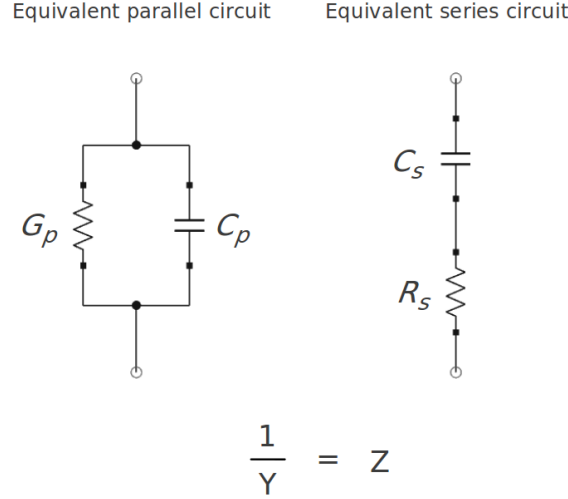 Equivalent parallel circuit
Equivalent series circuit
Gp
Cp
Cs
Rs
1
Y
= Z